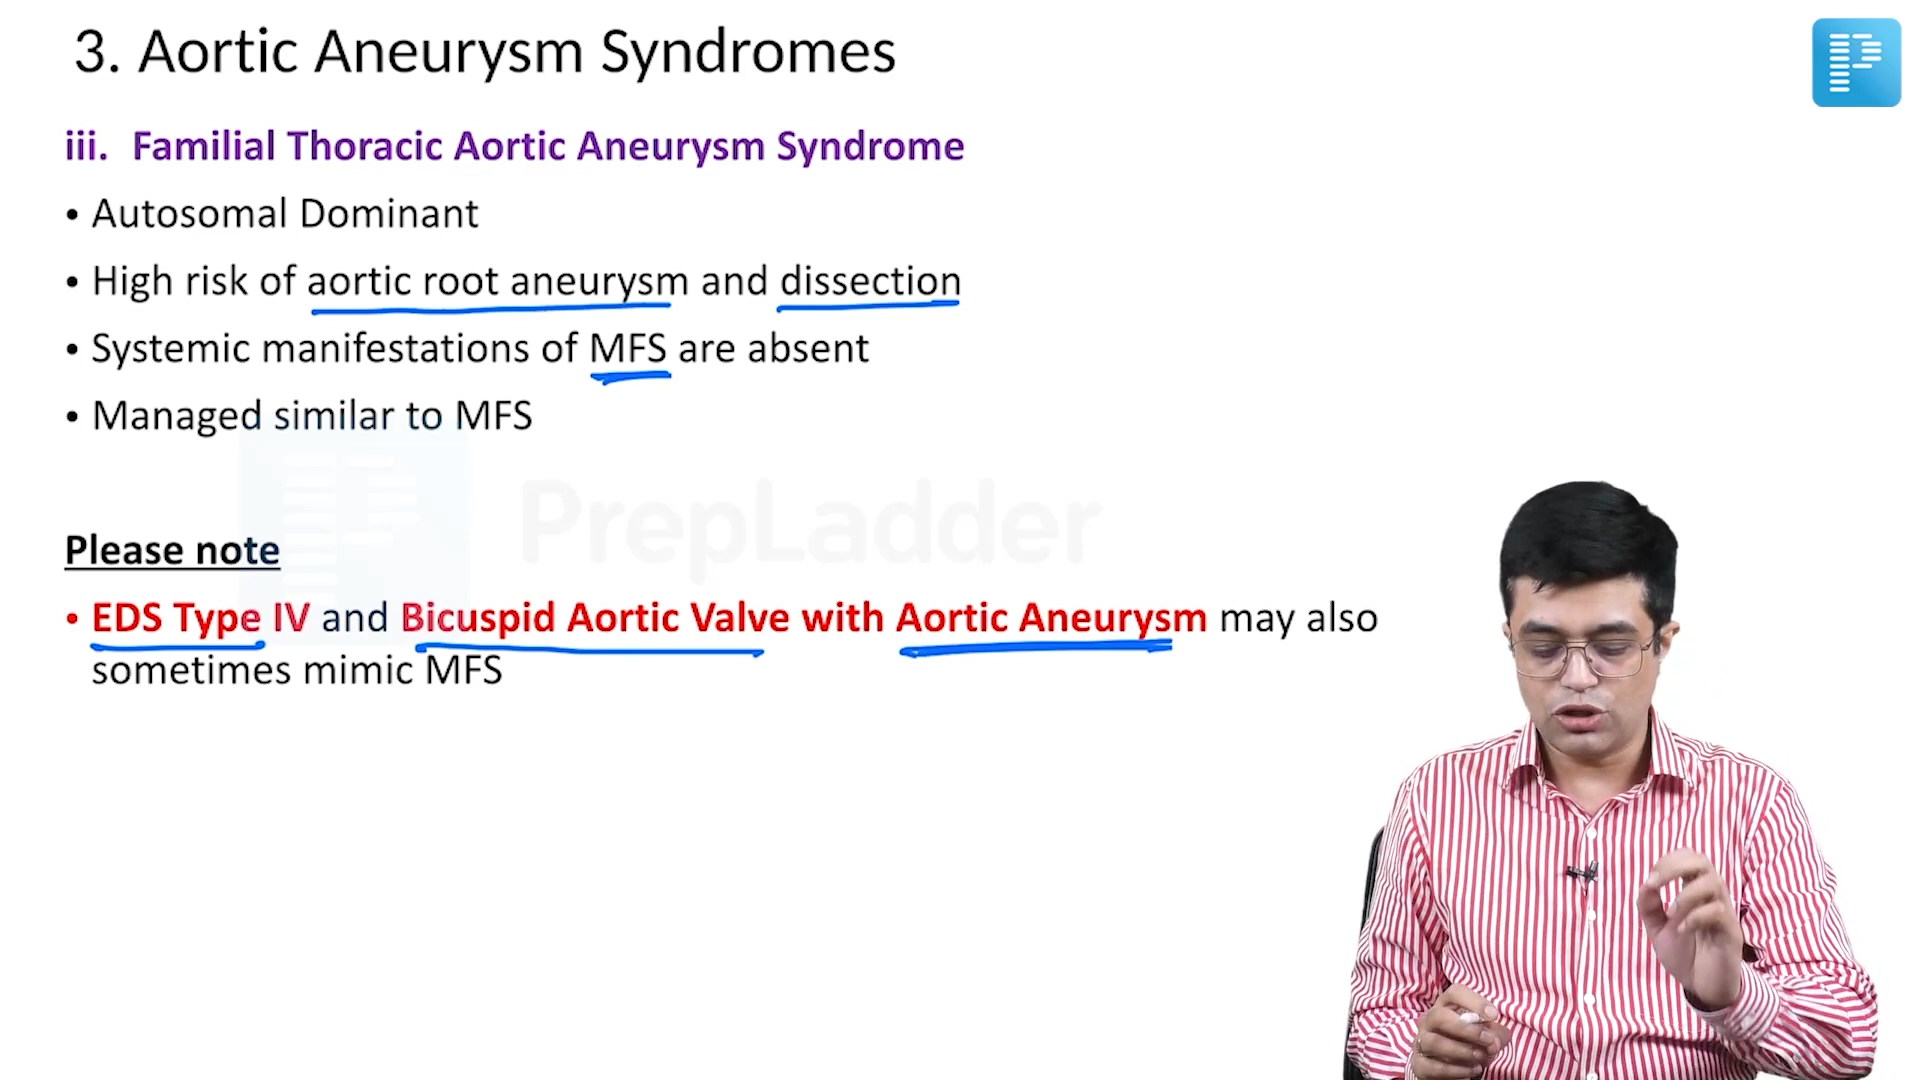 3. Aortic Aneurysm Syndromes
iii. Familial Thoracic Aortic Aneurysm Syndrome
• Autosomal Dominant
• High risk of aortic root aneurysm and dissection
• Systemic manifestations of MFS are absent
• Managed similar to MFS
PrepLadder
Please note
• EDS Type IV and Bicuspid Aortic Valve with Aortic Aneurysm may also
sometimes mimic MFS